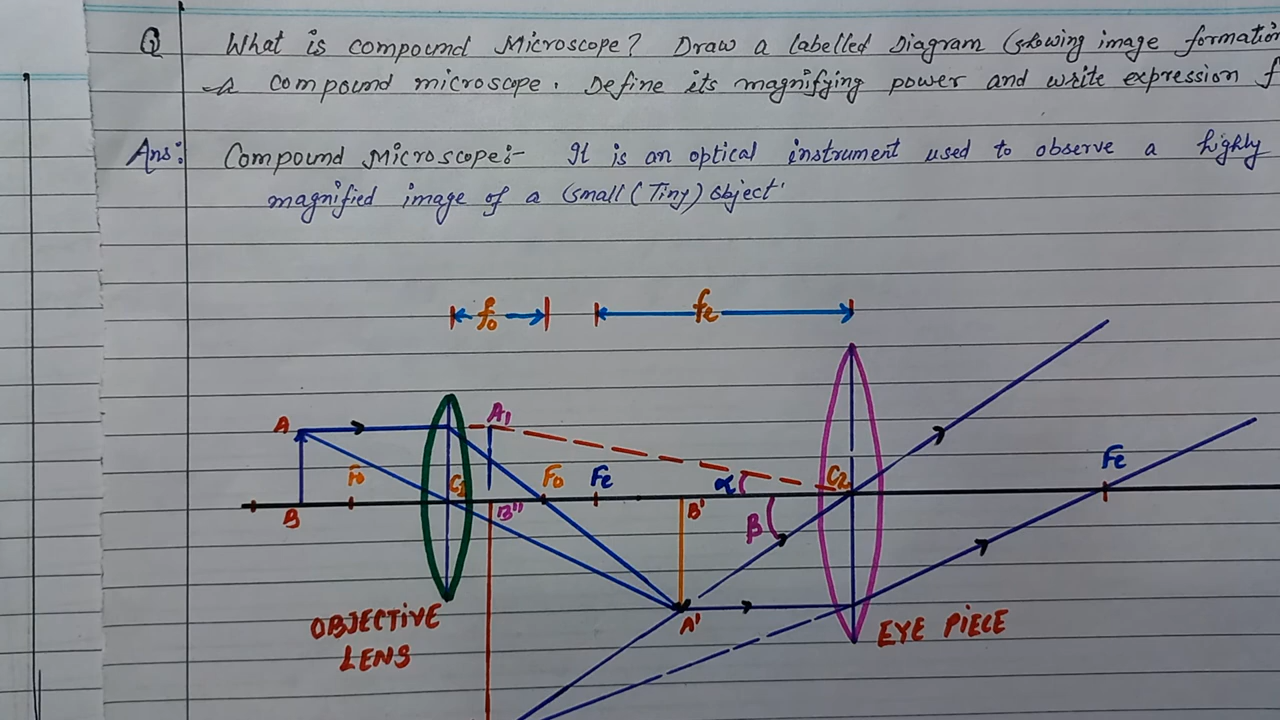 Q What is compound Microscope? Draw a labelled Diagram showing image formation
a compound microscope. Define its magnifying power and write expression f
Ans: Compound Microscope:- It is an optical instrument used to observe a highly
magnified image of a small (Tiny) object
fo fe
A A1
Fo C1 Fo Fe α C2 Fe
B B" B' β
A'
OBJECTIVE
LENS
EYE PIECE